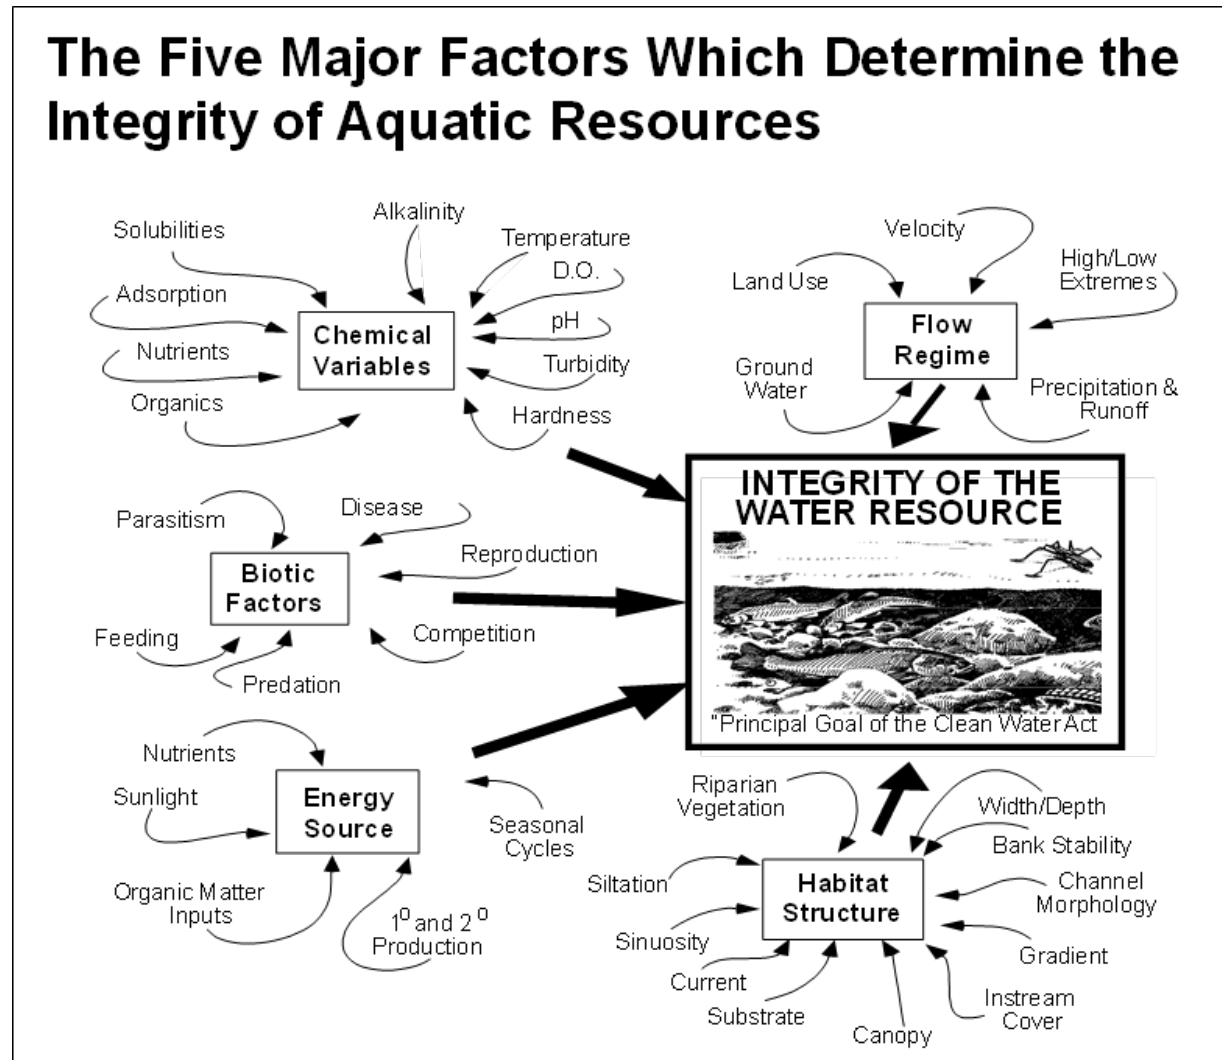 The Five Major Factors Which Determine the
Integrity of Aquatic Resources
Solubilities
Alkalinity
Temperature
D.O.
Adsorption
pH
Nutrients
Turbidity
Organics
Hardness
Chemical
Variables
Velocity
High/Low
Extremes
Land Use
Flow
Regime
Ground
Water
Precipitation &
Runoff
Parasitism
Disease
Reproduction
Biotic
Factors
Feeding
Competition
Predation
INTEGRITY OF THE
WATER RESOURCE
"Principal Goal of the Clean Water Act
Nutrients
Sunlight
Energy
Source
Seasonal
Cycles
Organic Matter
Inputs
1° and 2°
Production
Riparian
Vegetation
Width/Depth
Bank Stability
Siltation
Habitat
Structure
Channel
Morphology
Sinuosity
Gradient
Current
Substrate
Canopy
Instream
Cover